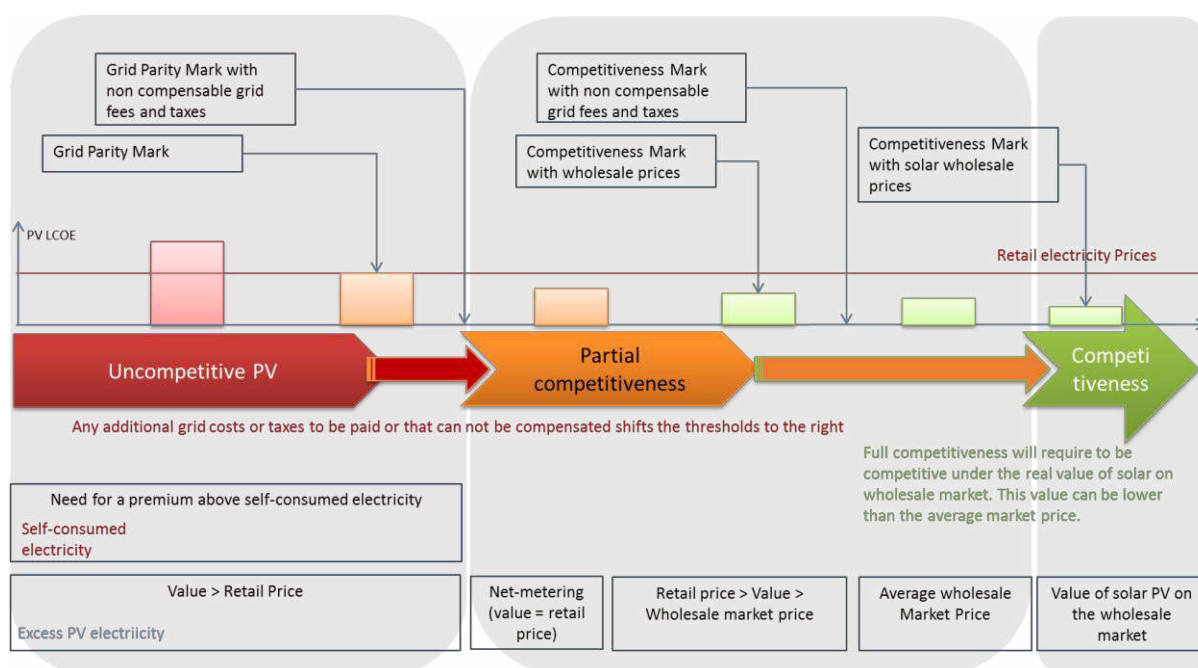 Grid Parity Mark with
non compensable grid
fees and taxes
Grid Parity Mark
Competitiveness Mark
with non compensable
grid fees and taxes
Competitiveness Mark
with wholesale prices
Competitiveness Mark
with solar wholesale
prices
PV LCOE
Retail electricity Prices
Uncompetitive PV
Partial
competitiveness
Competi
tiveness
Any additional grid costs or taxes to be paid or that can not be compensated shifts the thresholds to the right
Full competitiveness will require to be
competitive under the real value of solar on
wholesale market. This value can be lower
than the average market price.
Need for a premium above self-consumed electricity
Self-consumed
electricity
Value > Retail Price
Excess PV electriicity
Net-metering
(value = retail
price)
Retail price > Value >
Wholesale market price
Average wholesale
Market Price
Value of solar PV on
the wholesale
market